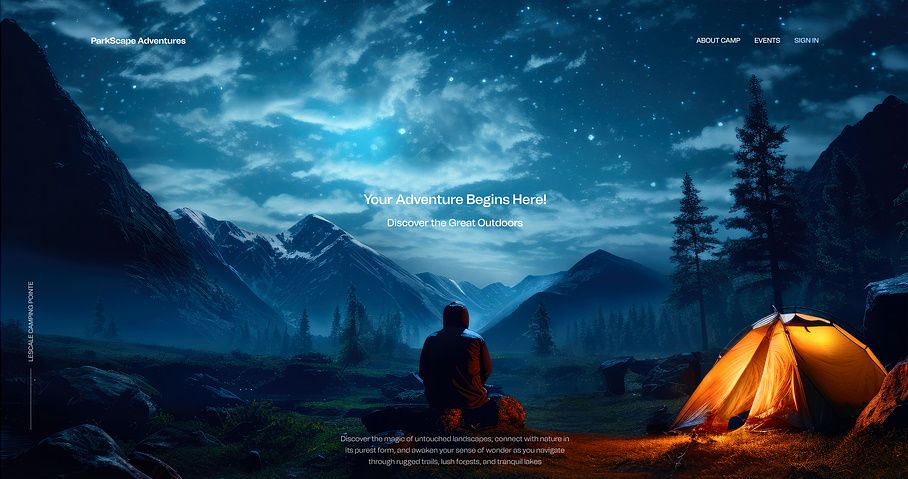 ParkScape Adventures
ABOUT CAMP
EVENTS
SIGN IN
Your Adventure Begins Here!
Discover the Great Outdoors
LESCALE CAMPING POINTE
Discover the magic of untouched landscapes, connect with nature in
its purest form, and awaken your sense of wonder as you navigate
through rugged trails, lush forests, and tranquil lakes